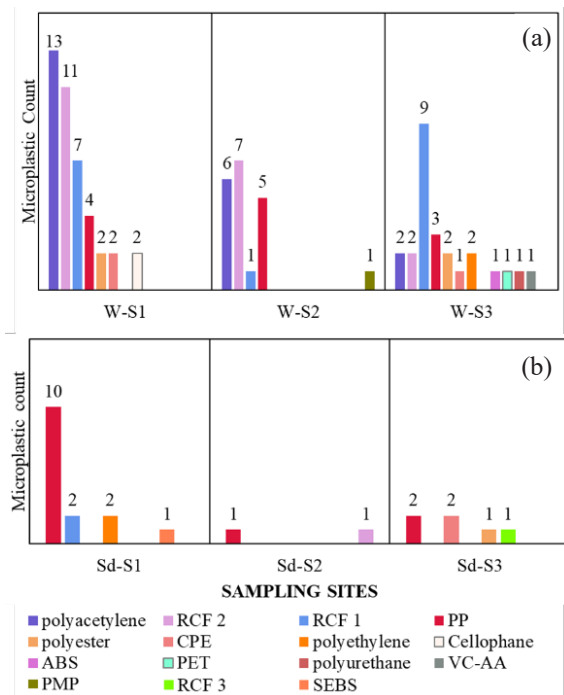 (a)
Microplastic Count
13
11
7
4
2 2
2
6
7
1
5
1
2 2
9
3
2
1
2
1 1 1 1
W-S1 W-S2 W-S3
(b)
Microplastic count
10
2
2
1
1
1
2
2
1 1
Sd-S1 Sd-S2 Sd-S3
SAMPLING SITES
polyacetylene RCF 2 RCF 1 PP
polyester CPE polyethylene Cellophane
ABS PET polyurethane VC-AA
PMP RCF 3 SEBS